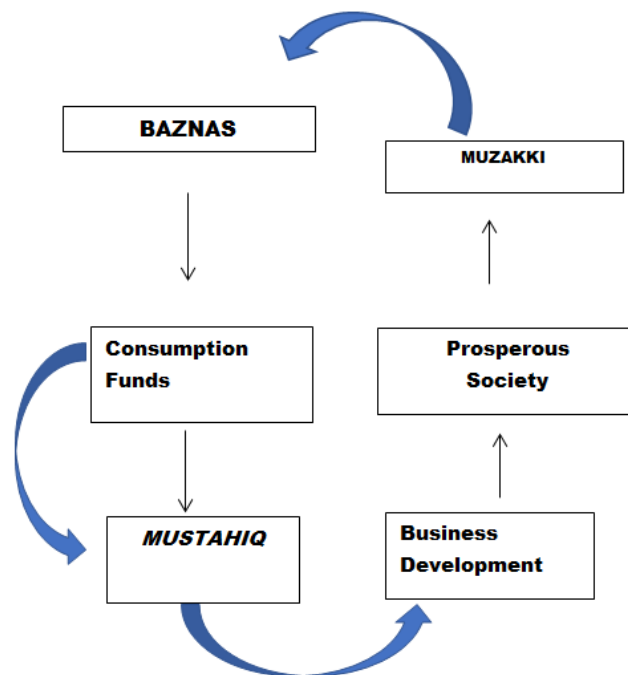 BAZNAS
MUZAKKI
Consumption
Funds
Prosperous
Society
MUSTAHIQ
Business
Development